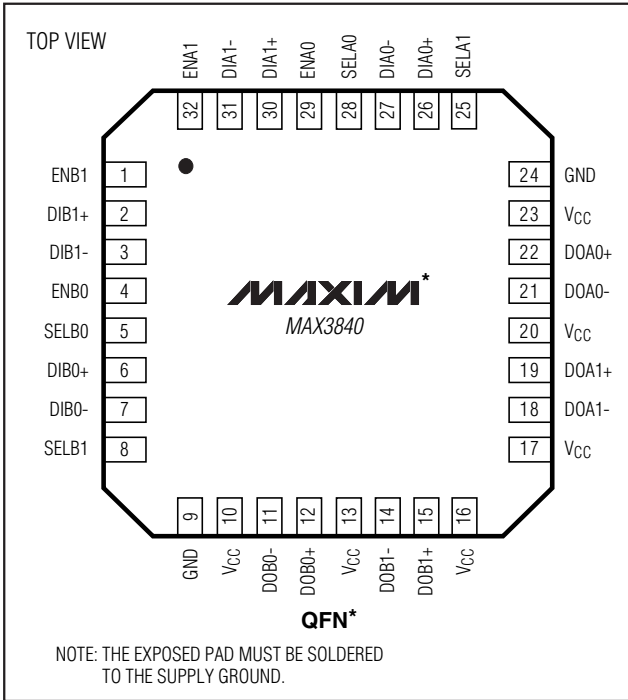 TOP VIEW
ENA1
DIA1-
DIA1+
ENA0
SELA0
DIA0-
DIA0+
SELA1
32
31
30
29
28
27
26
25
ENB1 1
DIB1+ 2
DIB1- 3
ENB0 4
SELB0 5
DIB0+ 6
DIB0- 7
SELB1 8
24 GND
23 VCC
22 DOA0+
21 DOA0-
20 VCC
19 DOA1+
18 DOA1-
17 VCC
MAXIM*
MAX3840
9
10
11
12
13
14
15
16
GND
VCC
DOB0-
DOB0+
VCC
DOB1-
DOB1+
VCC
QFN*
NOTE: THE EXPOSED PAD MUST BE SOLDERED
TO THE SUPPLY GROUND.